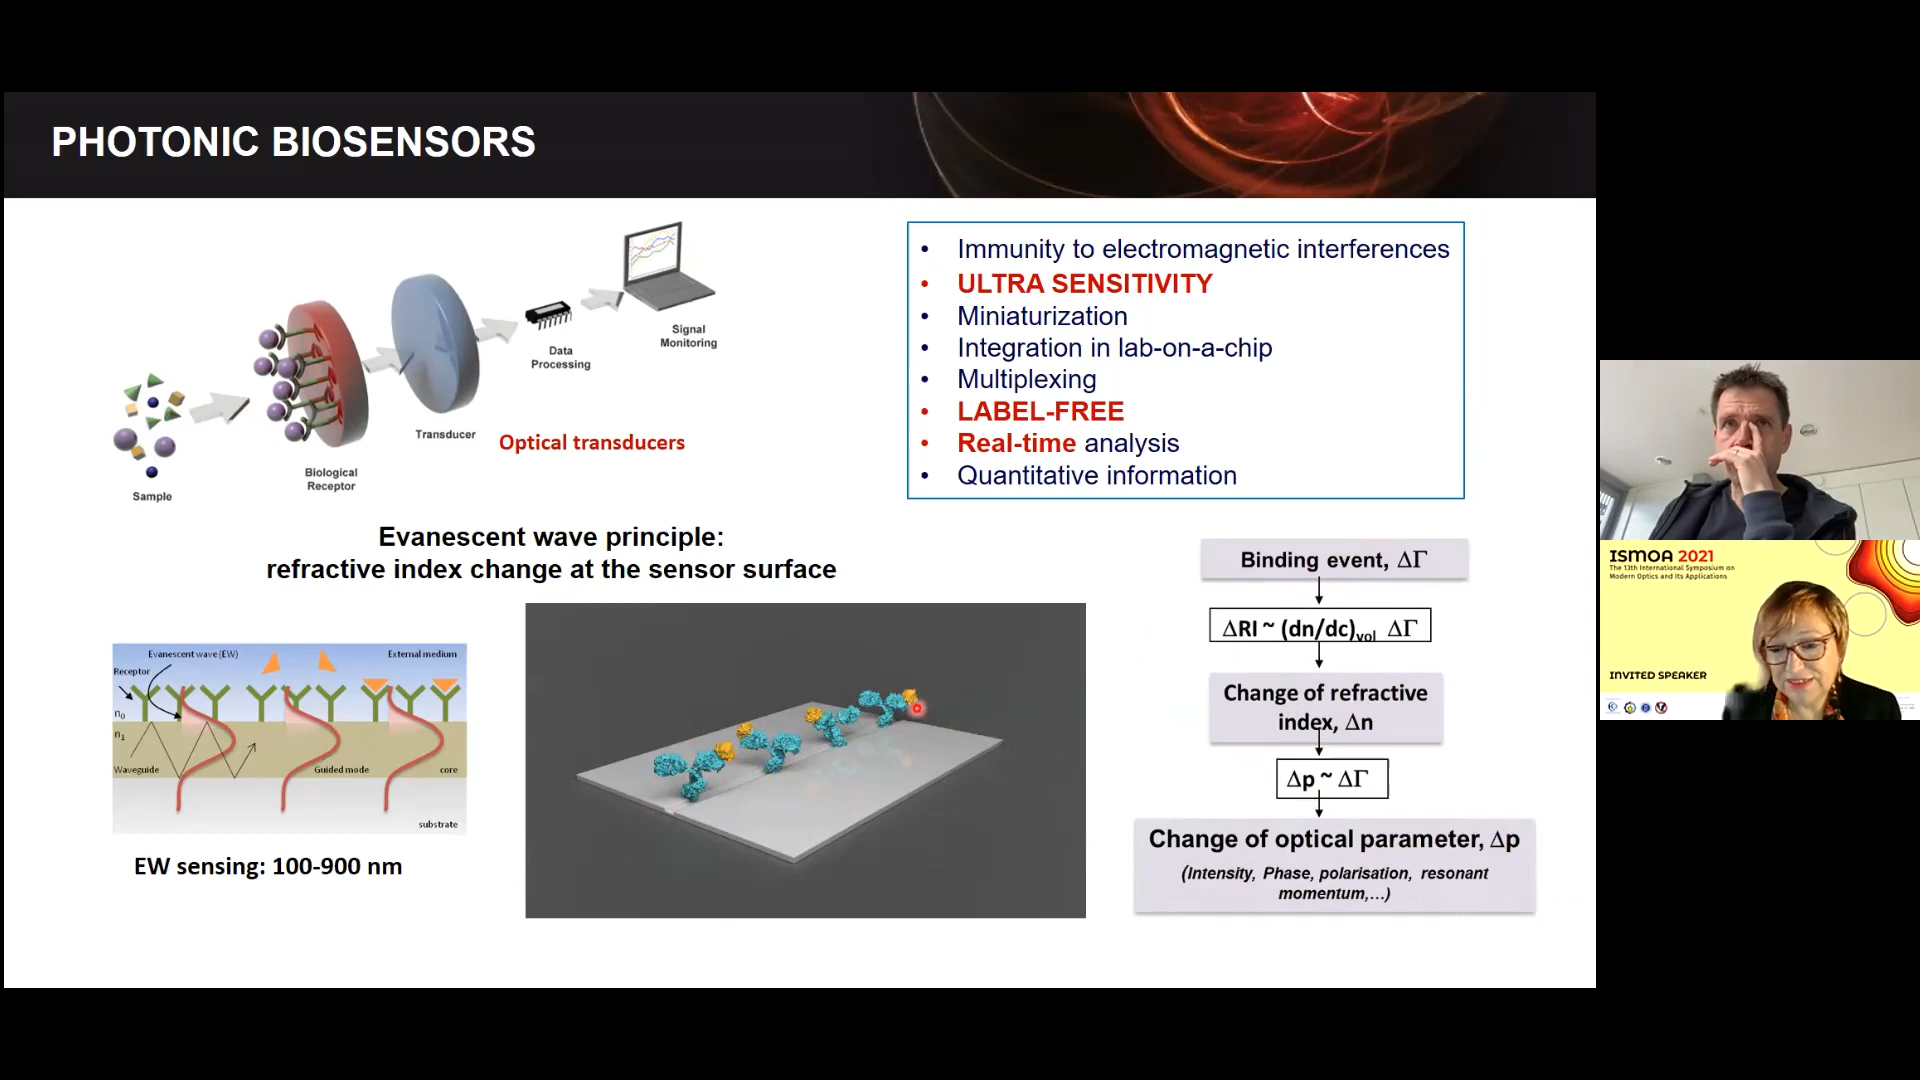 PHOTONIC BIOSENSORS
Sample
Biological
Receptor
Transducer
Optical transducers
Data
Processing
Signal
Monitoring
• Immunity to electromagnetic interferences
• ULTRA SENSITIVITY
• Miniaturization
• Integration in lab-on-a-chip
• Multiplexing
• LABEL-FREE
• Real-time analysis
• Quantitative information
Evanescent wave principle:
refractive index change at the sensor surface
Evanescent wave (EW)
External medium
Receptor
n0
n1
Waveguide
Guided mode
core
substrate
EW sensing: 100-900 nm
Binding event, ΔΓ
ΔRI ~ (dn/dc)vol ΔΓ
Change of refractive
index, Δn
Δp ~ ΔΓ
Change of optical parameter, Δp
(Intensity, Phase, polarisation, resonant
momentum,...)
ISMOA 2021
The 13th International Symposium on
Modern Optics and Its Applications
INVITED SPEAKER